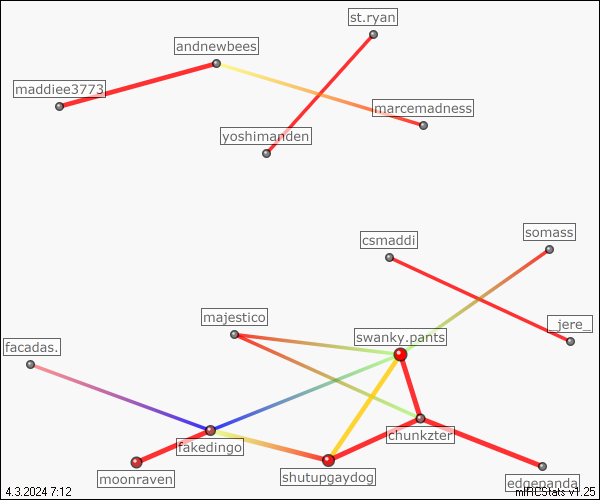 st.ryan
andnewbees
maddiee3773
marcemadness
yoshimanden
somass
csmaddi
majestico
_jere_
swanky.pants
facadas.
chunkzter
fakedingo
moonraven
shutupgaydog
edgepanda
4.3.2024 7:12
mIRCStats v1.25